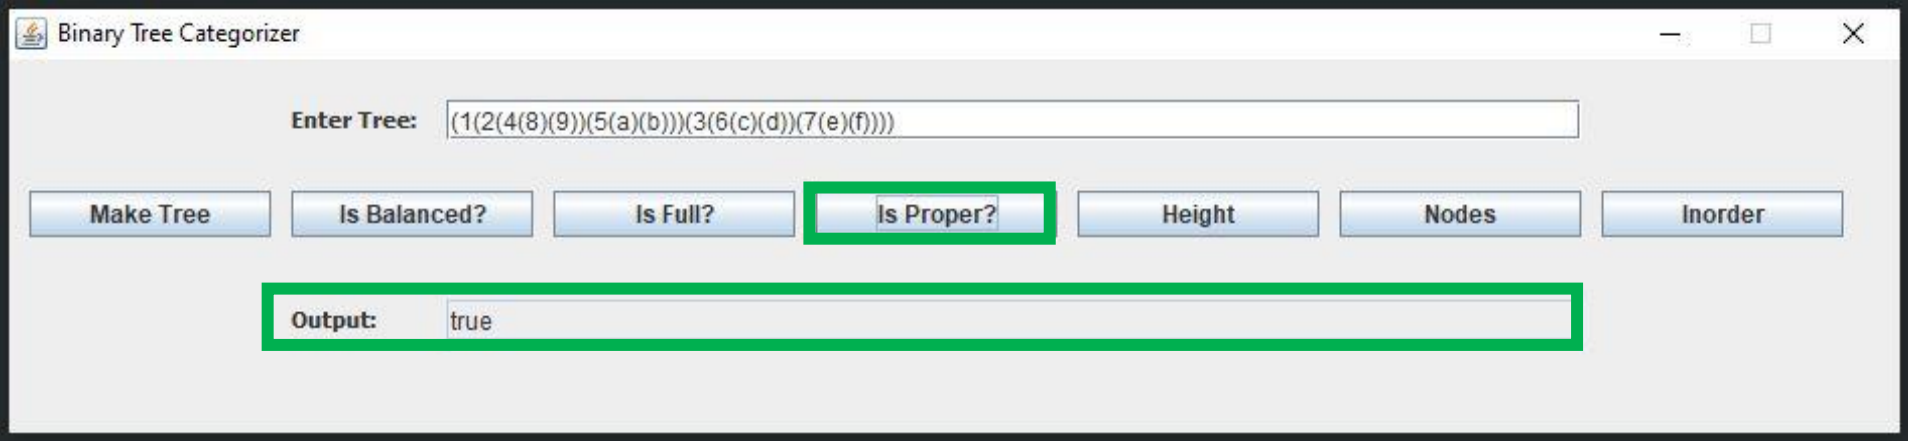 Binary Tree Categorizer
Enter Tree: (1(2(4(8)(9))(5(a)(b)))(3(6(c)(d))(7(e)(f))))
Make Tree Is Balanced? Is Full? Is Proper? Height Nodes Inorder
Output: true